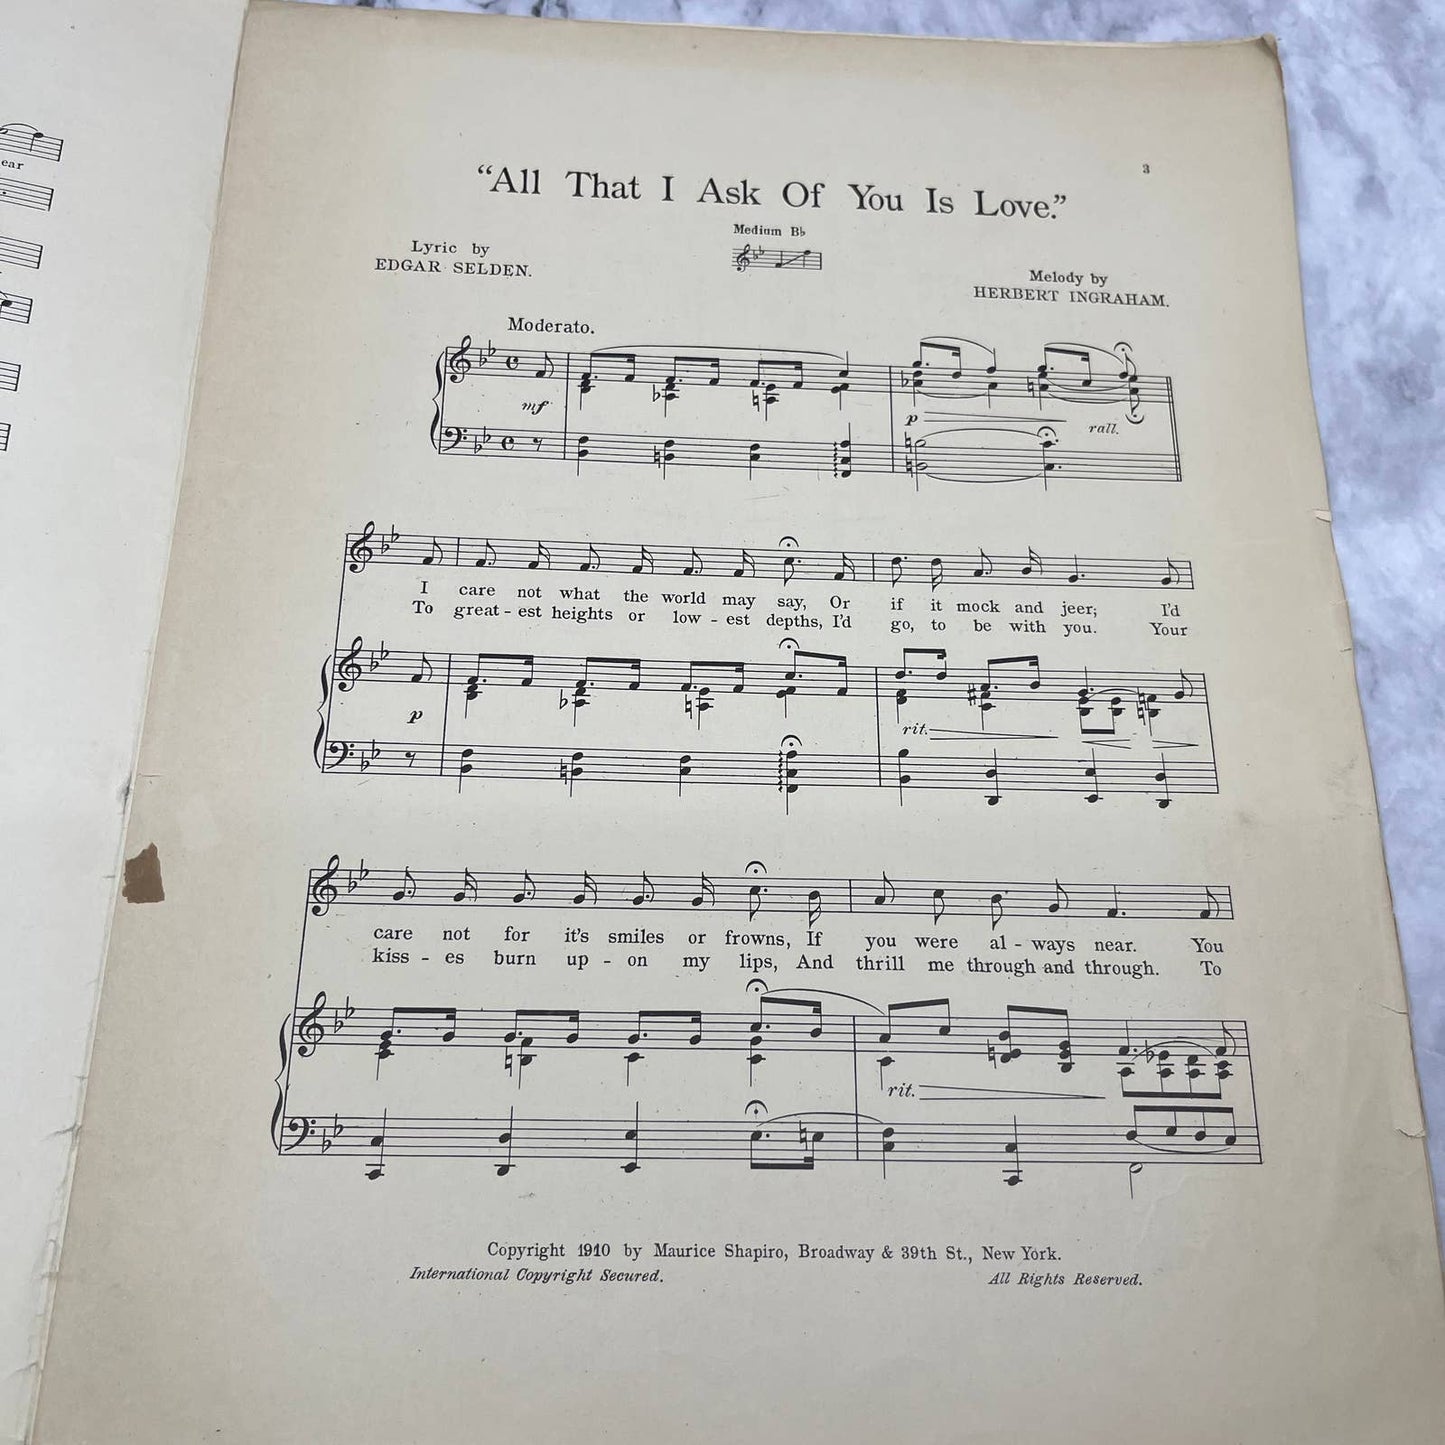 ear
3
“All That I Ask Of You Is Love.”
Medium B♭
Lyric by
EDGAR SELDEN.
Melody by
HERBERT INGRAHAM.
Moderato.
mf
p
rall.
I care not what the world may say, Or if it mock and jeer; I'd
To great - est heights or low - est depths, I'd go, to be with you. Your
p
rit.
care not for it's smiles or frowns, If you were al - ways near. You
kiss - es burn up - on my lips, And thrill me through and through. To
rit.
Copyright 1910 by Maurice Shapiro, Broadway & 39th St., New York.
International Copyright Secured. All Rights Reserved.